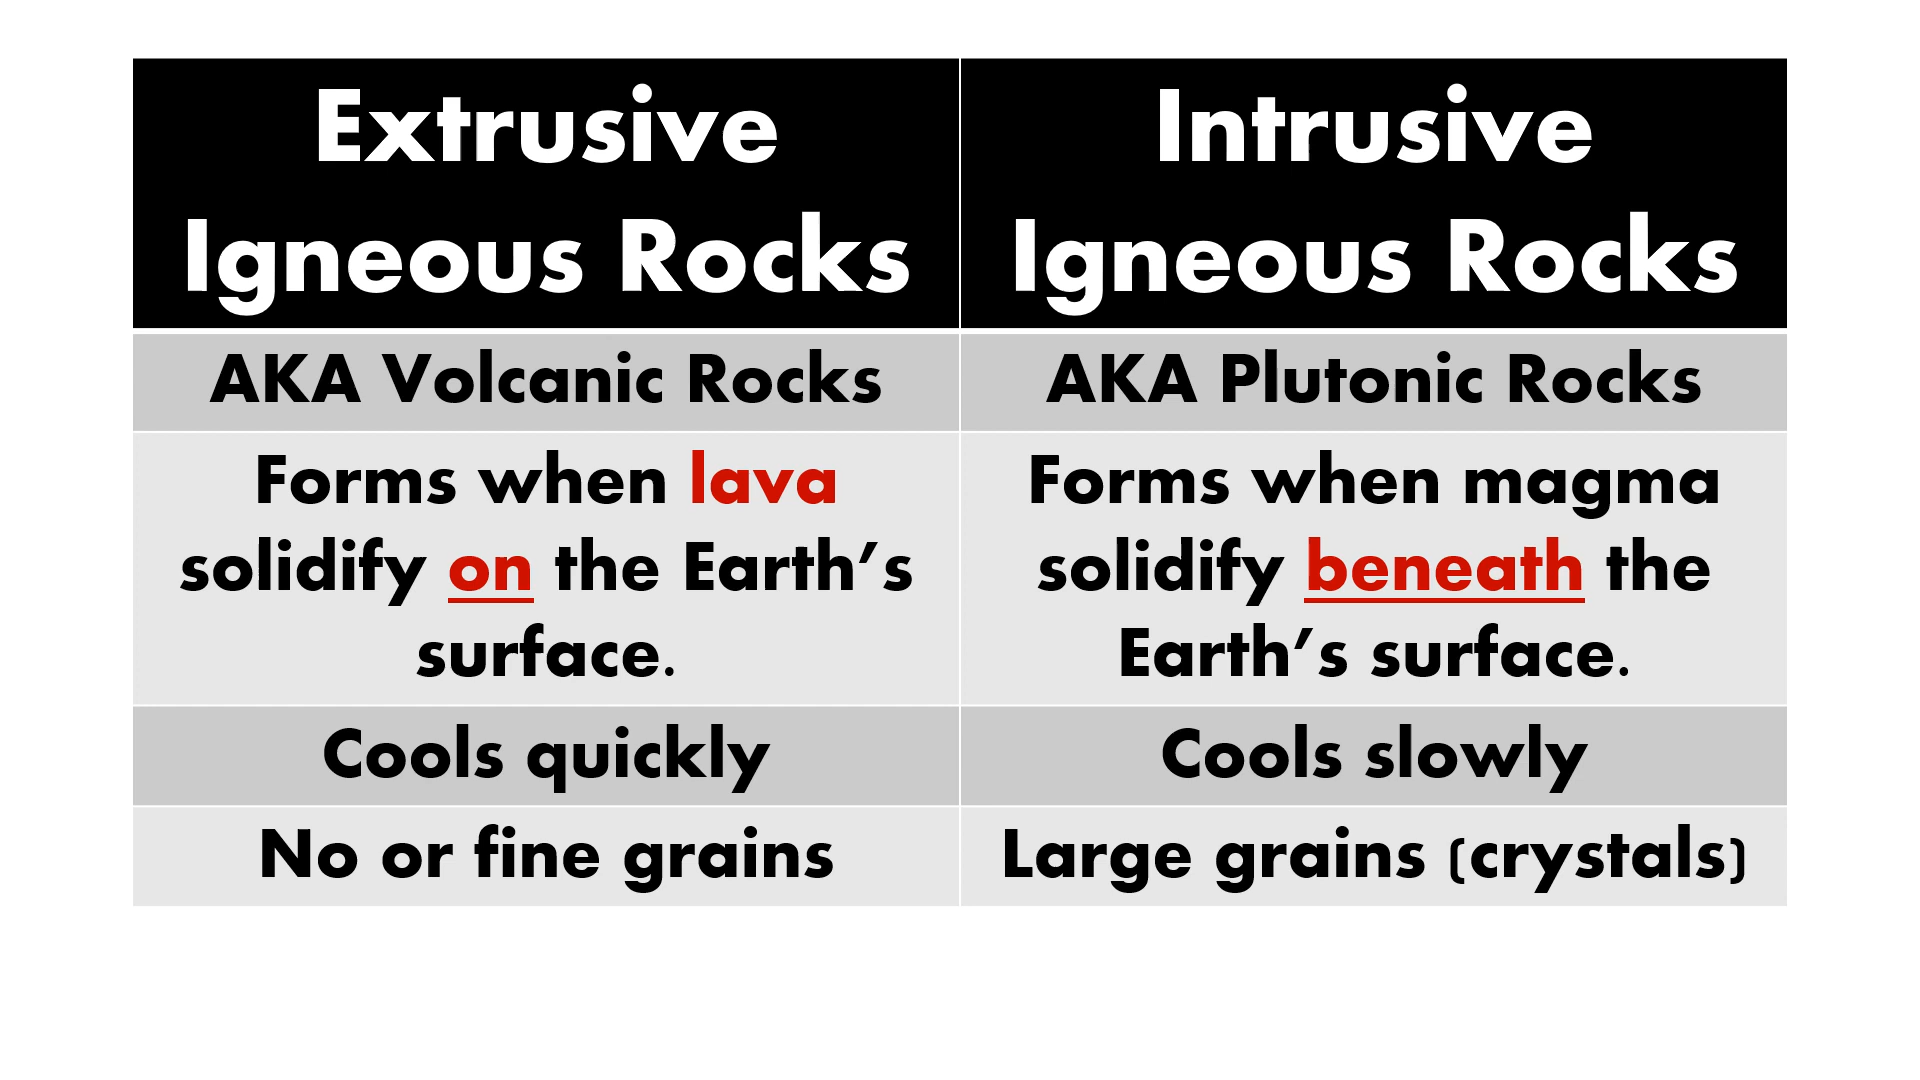 Extrusive
Igneous Rocks
Intrusive
Igneous Rocks
AKA Volcanic Rocks
AKA Plutonic Rocks
Forms when lava
solidify on the Earth’s
surface.
Forms when magma
solidify beneath the
Earth’s surface.
Cools quickly
Cools slowly
No or fine grains
Large grains (crystals)